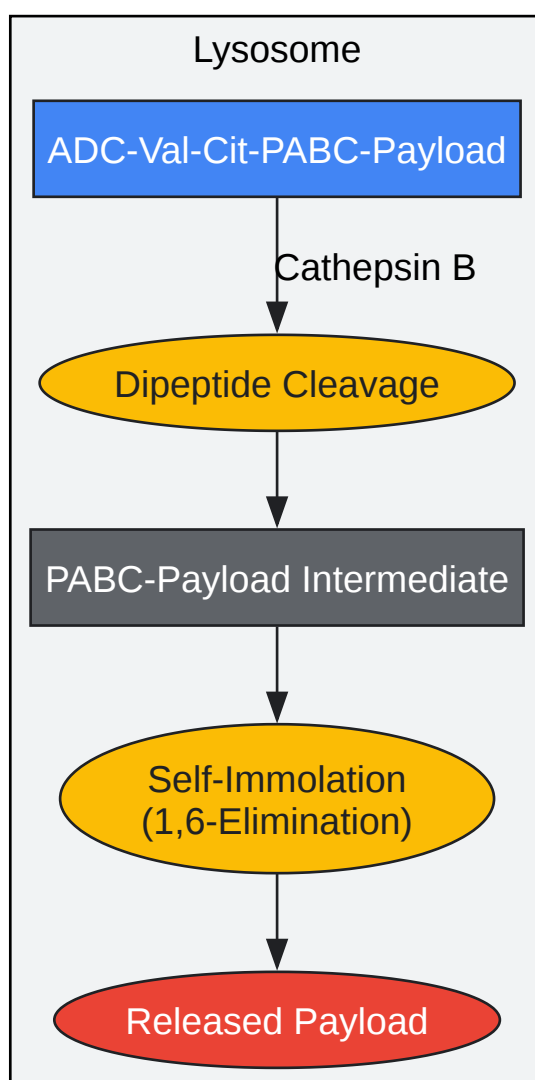 Lysosome
ADC-Val-Cit-PABC-Payload
Cathepsin B
Dipeptide Cleavage
PABC-Payload Intermediate
Self-Immolation
(1,6-Elimination)
Released Payload